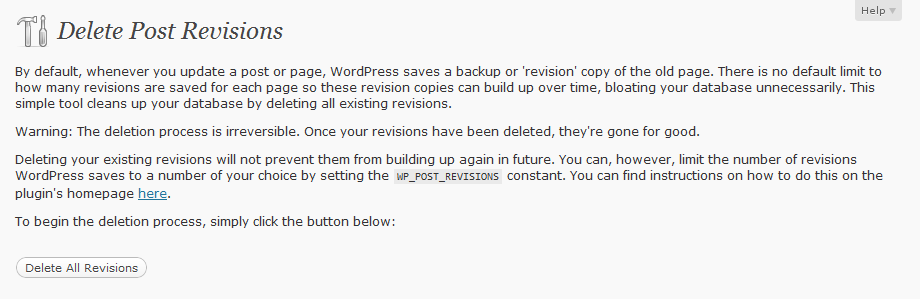 Help
Delete Post Revisions
By default, whenever you update a post or page, WordPress saves a backup or 'revision' copy of the old page. There is no default limit to
how many revisions are saved for each page so these revision copies can build up over time, bloating your database unnecessarily. This
simple tool cleans up your database by deleting all existing revisions.
Warning: The deletion process is irreversible. Once your revisions have been deleted, they're gone for good.
Deleting your existing revisions will not prevent them from building up again in future. You can, however, limit the number of revisions
WordPress saves to a number of your choice by setting the WP_POST_REVISIONS constant. You can find instructions on how to do this on the
plugin's homepage here.
To begin the deletion process, simply click the button below:
Delete All Revisions